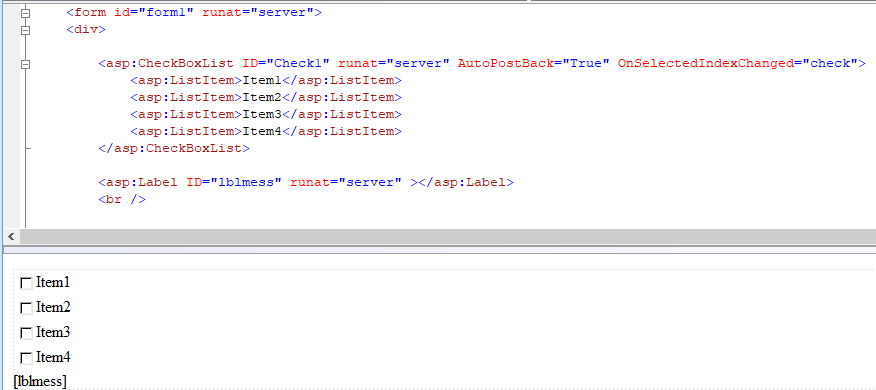 <form id="form1" runat="server">
<div>
<asp:CheckBoxList ID="Check1" runat="server" AutoPostBack="True" OnSelectedIndexChanged="check">
<asp:ListItem>Item1</asp:ListItem>
<asp:ListItem>Item2</asp:ListItem>
<asp:ListItem>Item3</asp:ListItem>
<asp:ListItem>Item4</asp:ListItem>
</asp:CheckBoxList>
<asp:Label ID="lblmess" runat="server" ></asp:Label>
<br />
Item1
Item2
Item3
Item4
[lblmess]